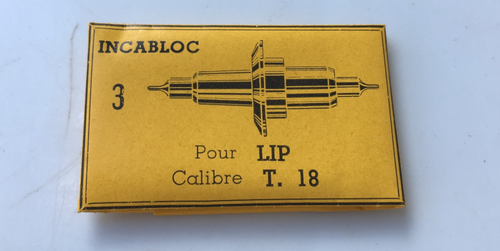 INCABLOC
3
Pour LIP
Calibre T. 18